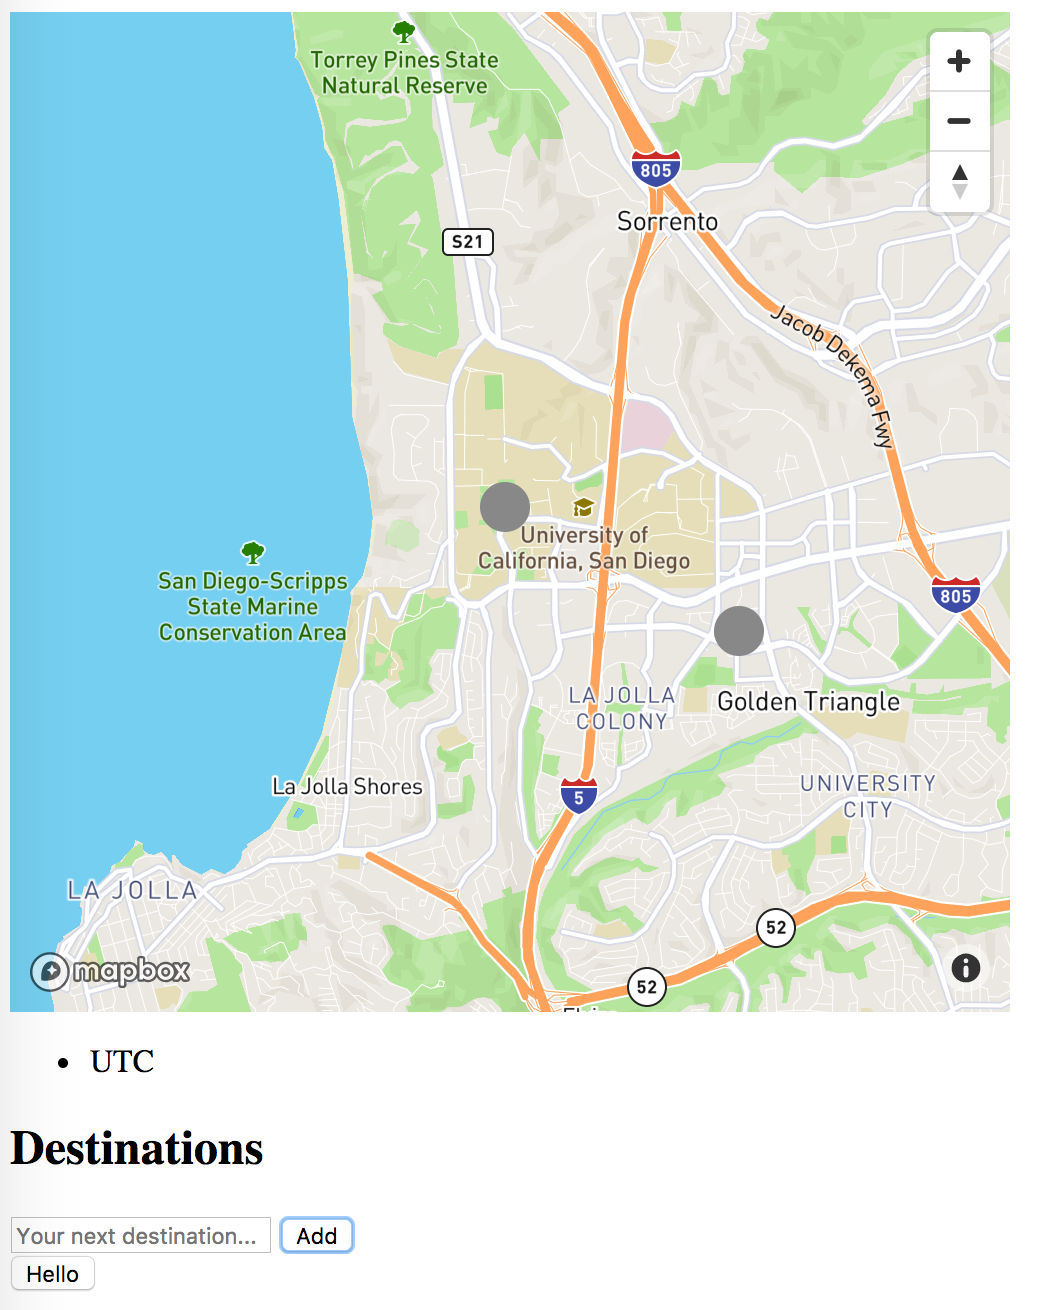 Torrey Pines State
Natural Reserve
805
Sorrento
S21
Jacob Dekema Fwy
University of
California, San Diego
San Diego-Scripps
State Marine
Conservation Area
805
LA JOLLA
COLONY
Golden Triangle
La Jolla Shores
5
UNIVERSITY
CITY
LA JOLLA
52
52
mapbox
UTC
Destinations
Your next destination...
Add
Hello